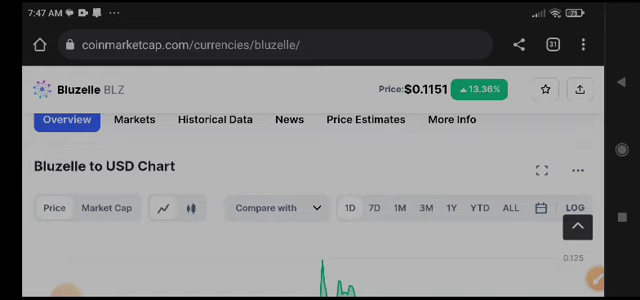 7:47 AM
75
coinmarketcap.com/currencies/bluzelle/
31
Bluzelle BLZ
Price: $0.1151
13.36%
Overview Markets Historical Data News Price Estimates More Info
Bluzelle to USD Chart
Price Market Cap Compare with 1D 7D 1M 3M 1Y YTD ALL LOG
0.125